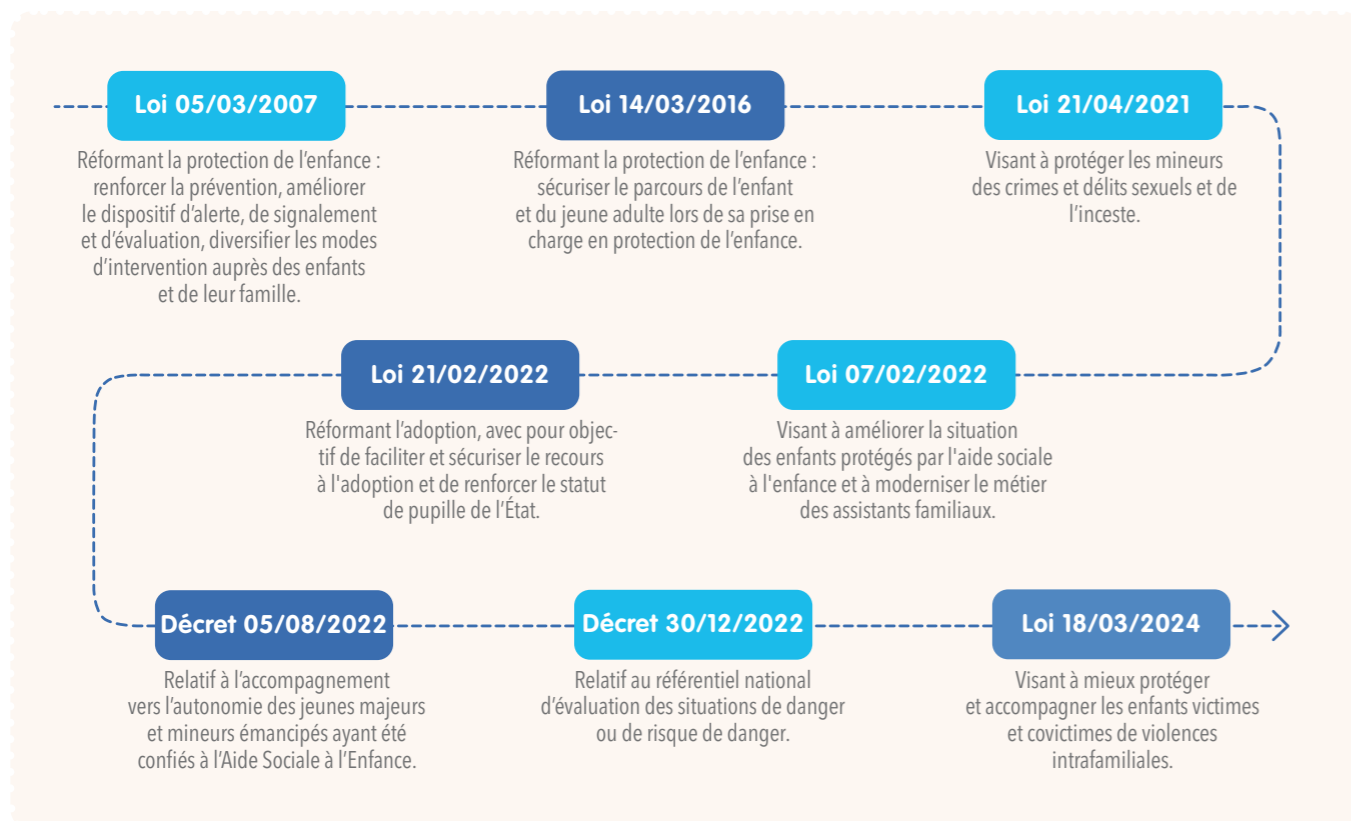 Loi 05/03/2007
Réformant la protection de l’enfance :
renforcer la prévention, améliorer
le dispositif d’alerte, de signalement
et d’évaluation, diversifier les modes
d’intervention auprès des enfants
et de leur famille.
Loi 14/03/2016
Réformant la protection de l’enfance :
sécuriser le parcours de l’enfant
et du jeune adulte lors de sa prise en
charge en protection de l’enfance.
Loi 21/04/2021
Visant à protéger les mineurs
des crimes et délits sexuels et de
l’inceste.
Loi 07/02/2022
Visant à améliorer la situation
des enfants protégés par l'aide sociale
à l'enfance et à moderniser le métier
des assistants familiaux.
Loi 21/02/2022
Réformant l’adoption, avec pour objec-
tif de faciliter et sécuriser le recours
à l'adoption et de renforcer le statut
de pupille de l’État.
Décret 05/08/2022
Relatif à l’accompagnement
vers l’autonomie des jeunes majeurs
et mineurs émancipés ayant été
confiés à l’Aide Sociale à l’Enfance.
Décret 30/12/2022
Relatif au référentiel national
d’évaluation des situations de danger
ou de risque de danger.
Loi 18/03/2024
Visant à mieux protéger
et accompagner les enfants victimes
et covictimes de violences
intrafamiliales.